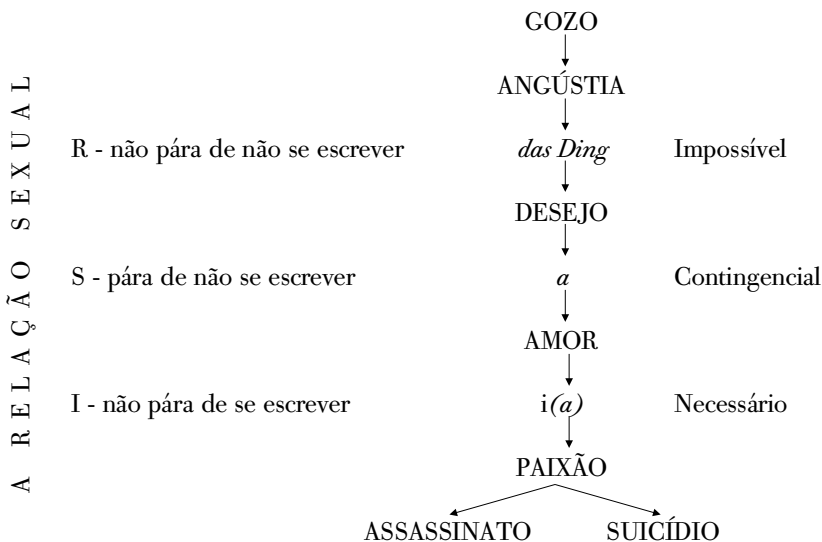 A RELAÇÃO SEXUAL
GOZO
ANGÚSTIA
R - não pára de não se escrever das Ding Impossível
DESEJO
S - pára de não se escrever a Contingencial
AMOR
I - não pára de se escrever i(a) Necessário
PAIXÃO
ASSASSINATO SUICÍDIO